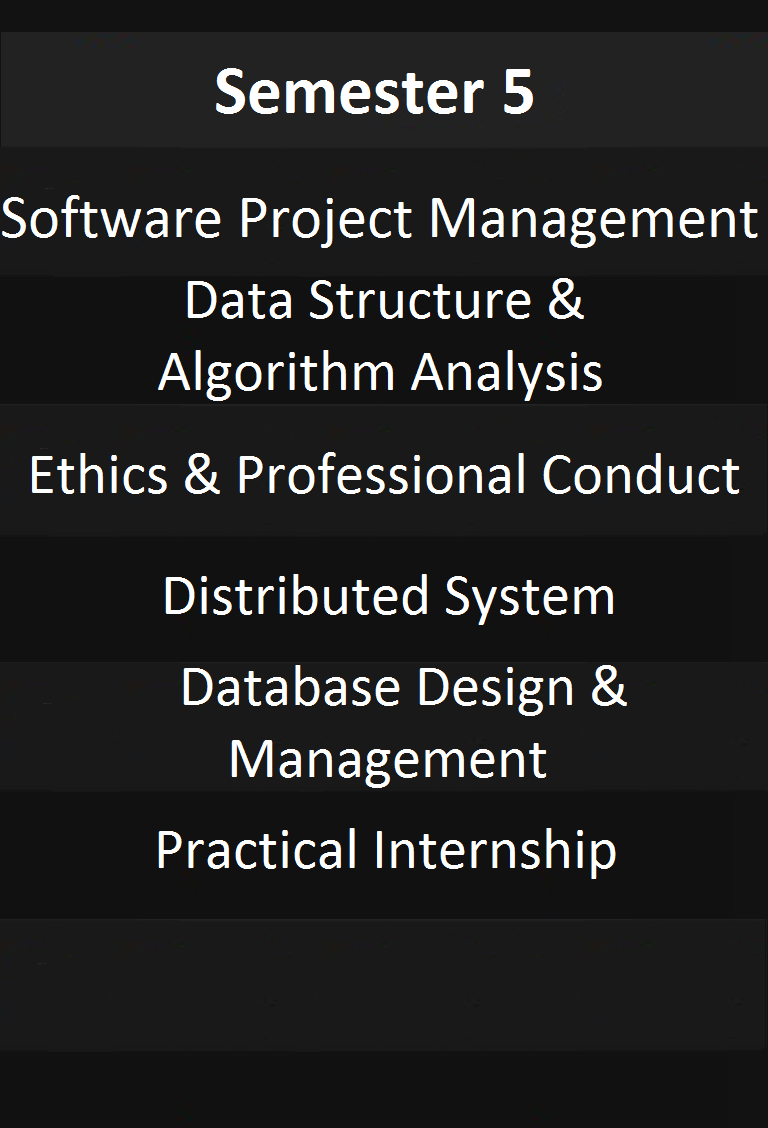 Semester 5
Software Project Management
Data Structure &
Algorithm Analysis
Ethics & Professional Conduct
Distributed System
Database Design &
Management
Practical Internship